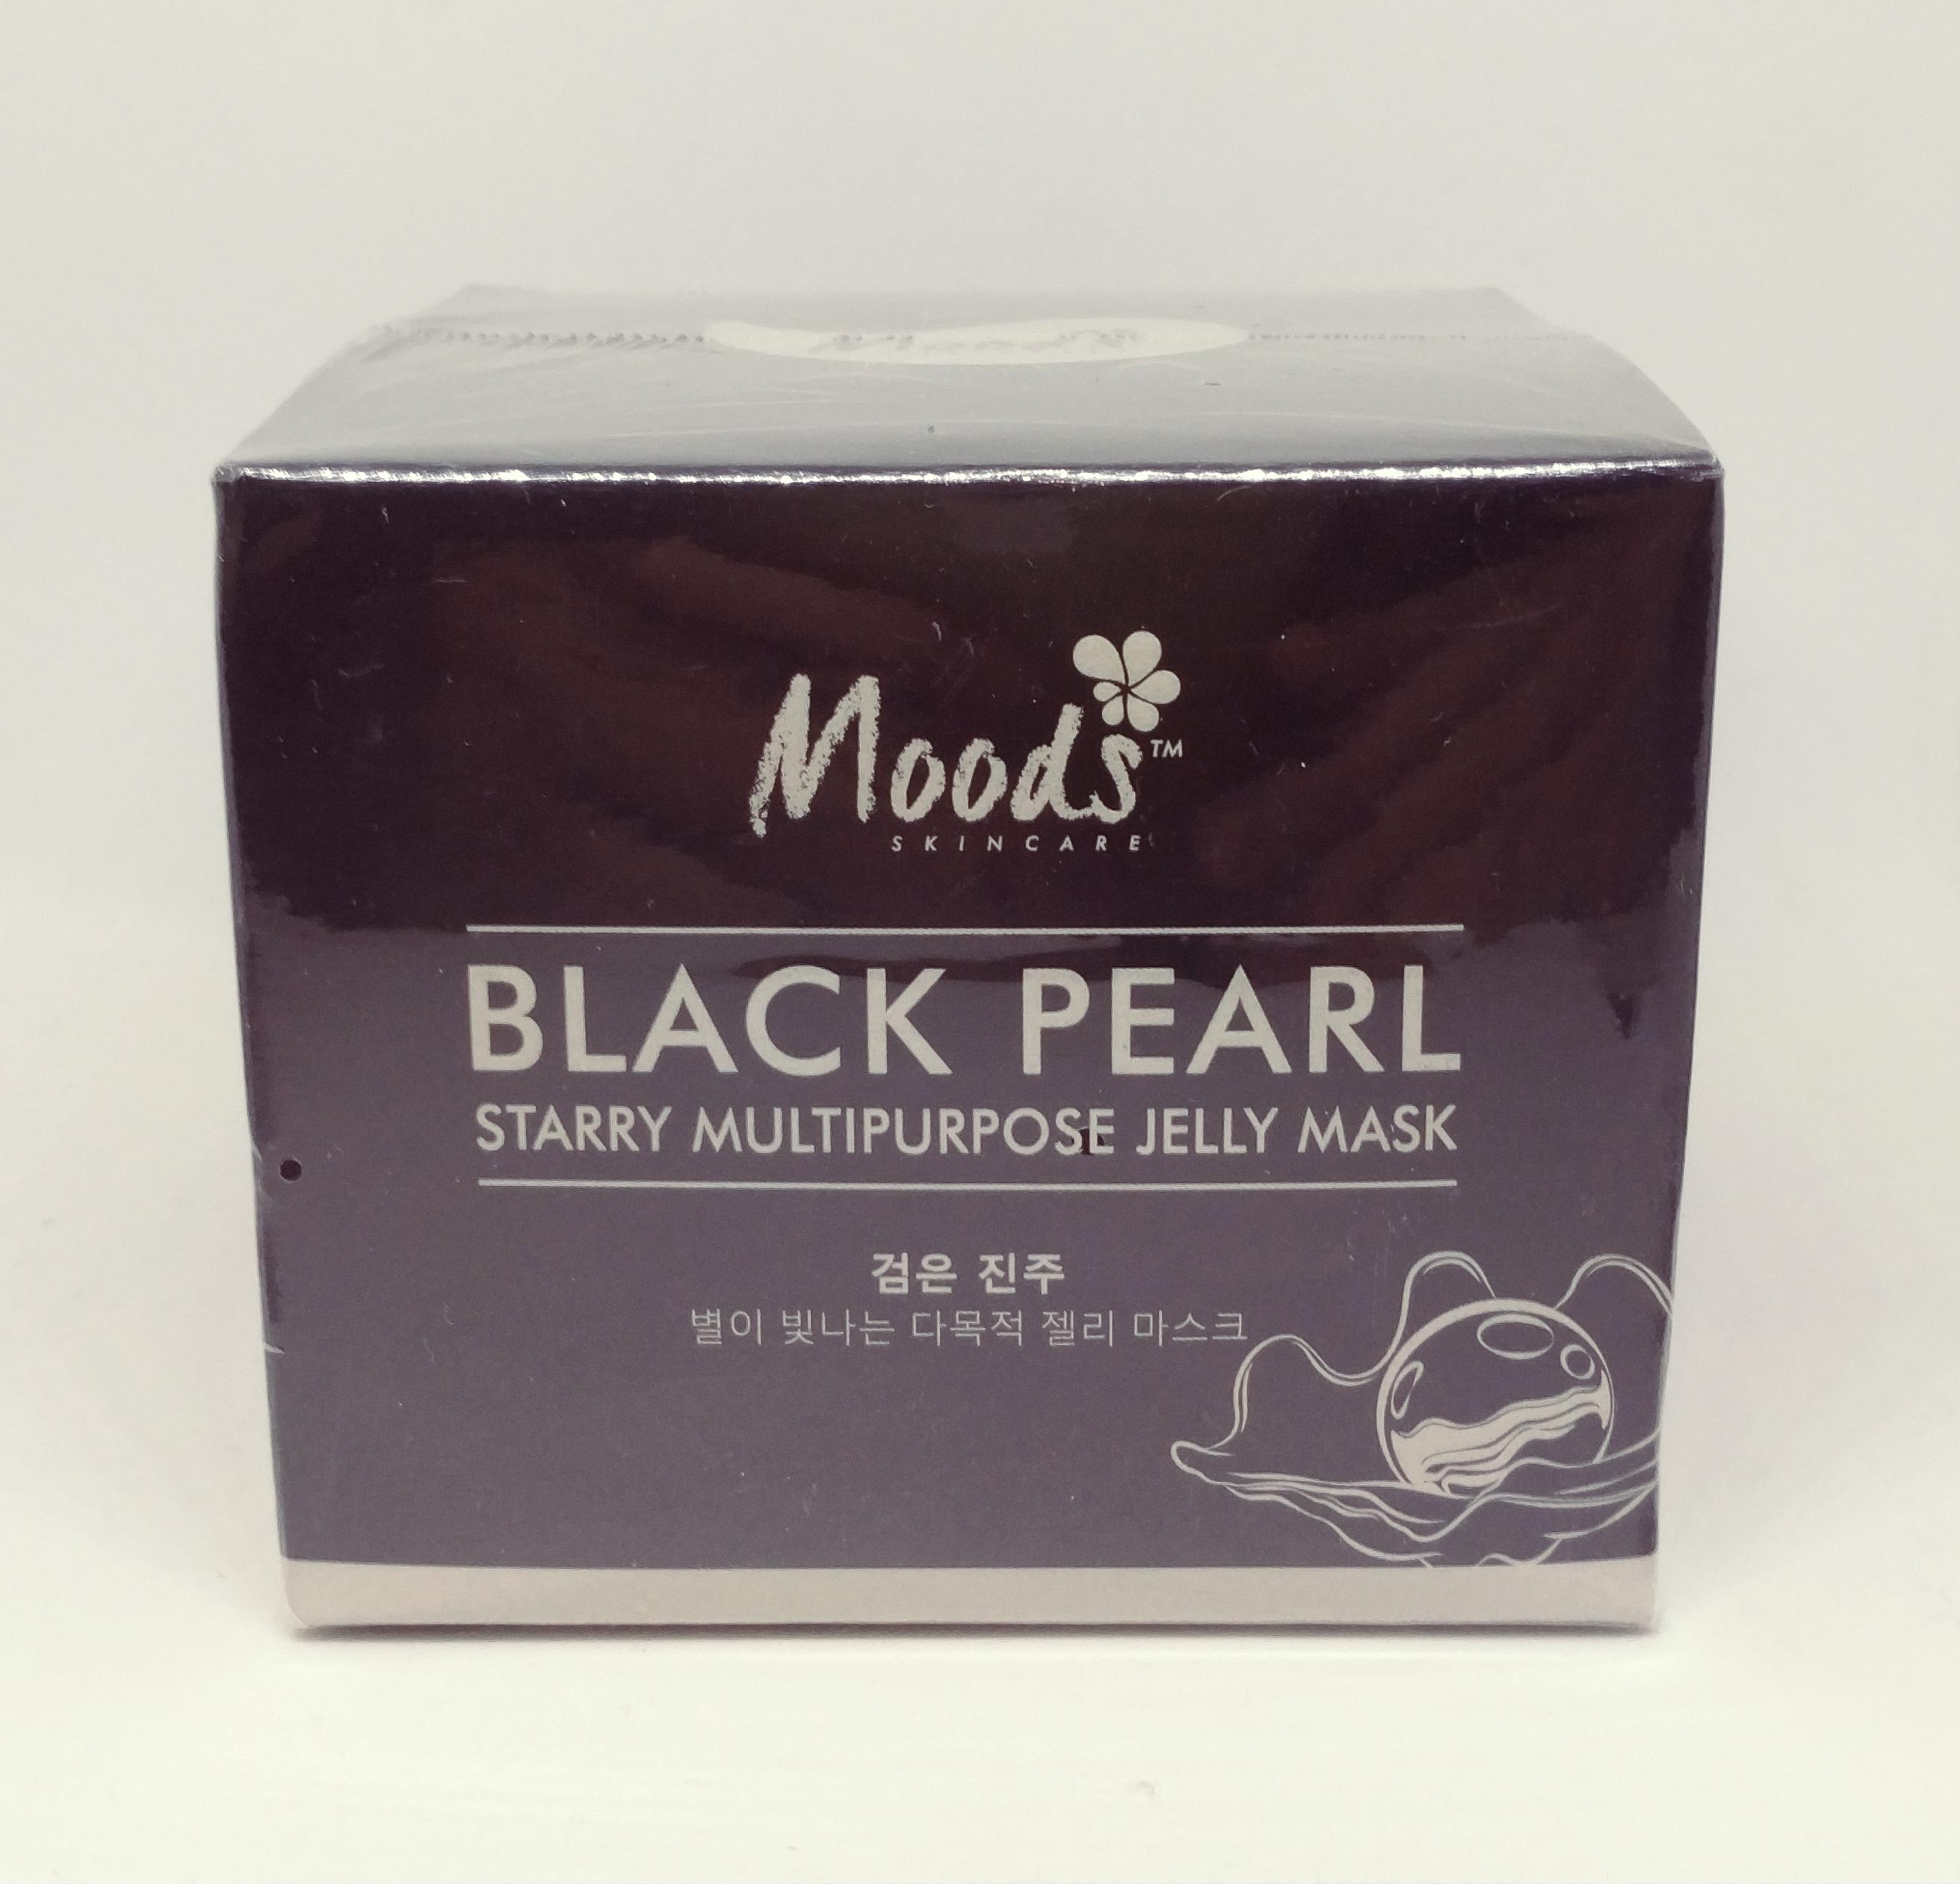 Moods
Moods™
SKINCARE
BLACK PEARL
STARRY MULTIPURPOSE JELLY MASK
검은 진주
별이 빛나는 다목적 젤리 마스크